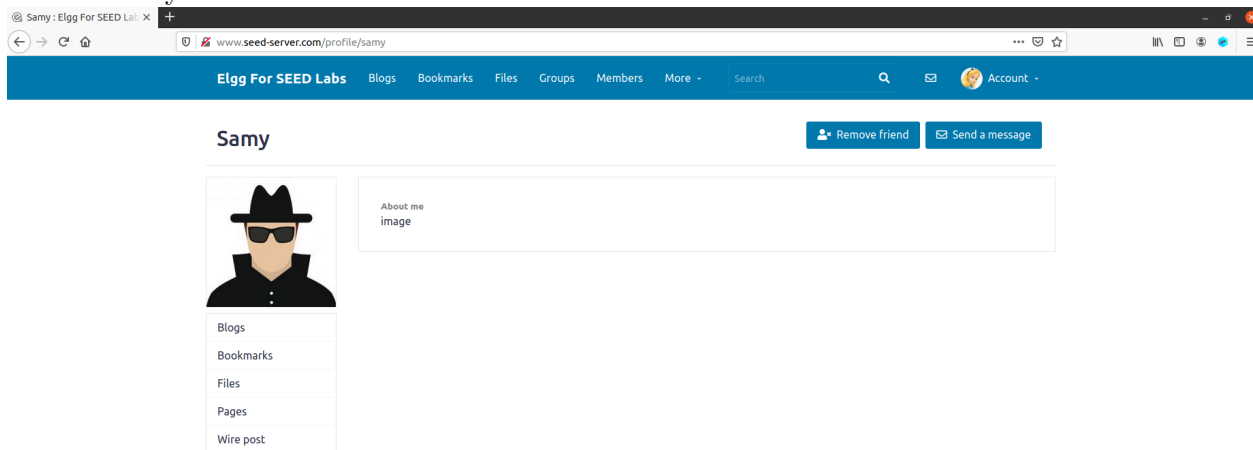 Samy : Elgg For SEED Lab
www.seed-server.com/profile/samy
Elgg For SEED Labs Blogs Bookmarks Files Groups Members More Search Account
Samy
Remove friend Send a message
About me
image
Blogs
Bookmarks
Files
Pages
Wire post